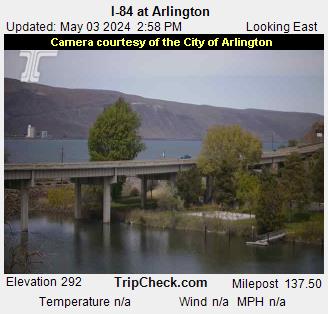 I-84 at Arlington
Updated: May 03 2024 2:58 PM Looking East
Camera courtesy of the City of Arlington
Elevation 292 TripCheck.com Milepost 137.50
Temperature n/a Wind n/a MPH n/a